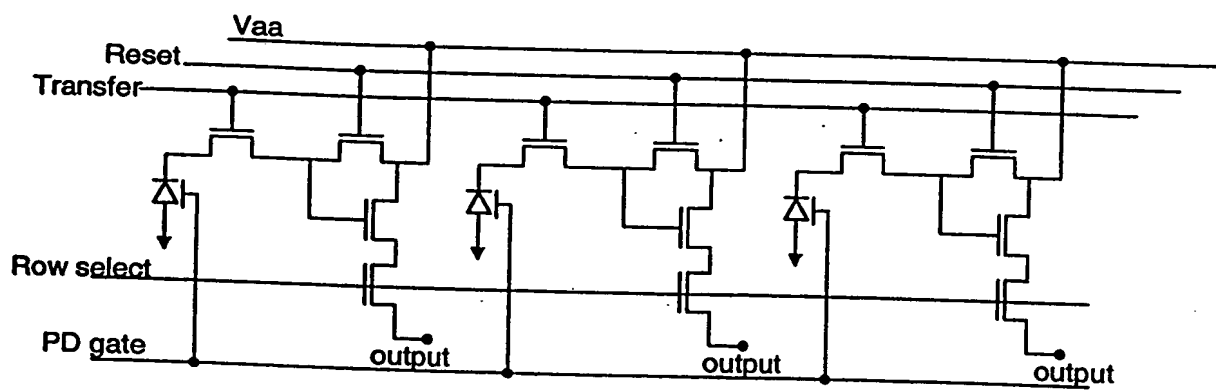 Vaa
Reset
Transfer
Row select
PD gate
output
output
output